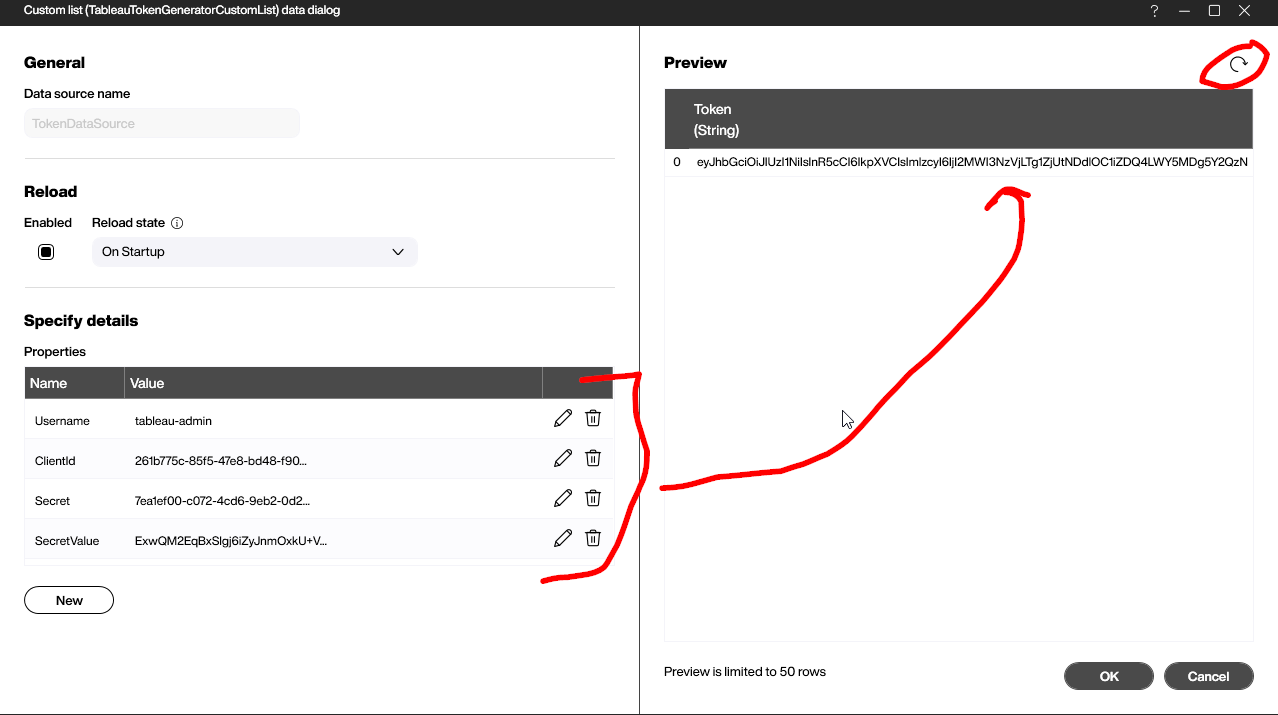 Custom list (TableauTokenGeneratorCustomList) data dialog
General
Data source name
TokenDataSource
Reload
Enabled Reload state
On Startup
Specify details
Properties
Name Value
Username tableau-admin
ClientId 261b775c-85f5-47e8-bd48-f90...
Secret 7ea1ef00-c072-4cd6-9eb2-0d2...
SecretValue ExwQM2EqBxSlgj6iZyJnmOxkU+V...
New
Preview
Token
(String)
0 eyJhbGciOiJIUzI1NiIsInR5cCI6IkpXVCIsImlzcyI6IjI2MWI3NzVjLTg1ZjUtNDdlOC1iZDQ4LWY5MDg5Y2QzN
Preview is limited to 50 rows
OK Cancel